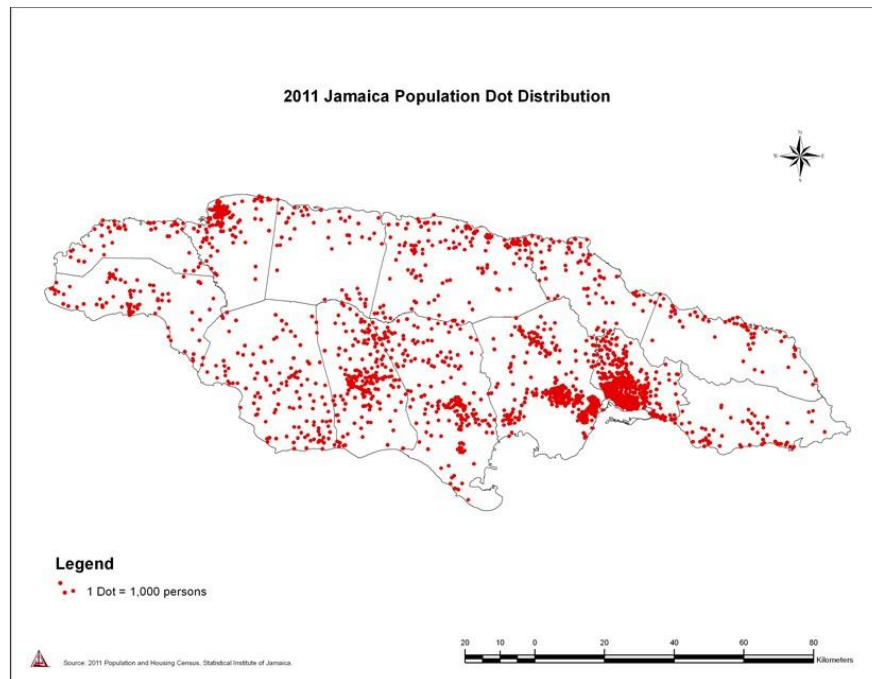 2011 Jamaica Population Dot Distribution
N
W E
S
Legend
1 Dot = 1,000 persons
Source: 2011 Population and Housing Census, Statistical Institute of Jamaica.
20 10 0 20 40 60 80
Kilometers